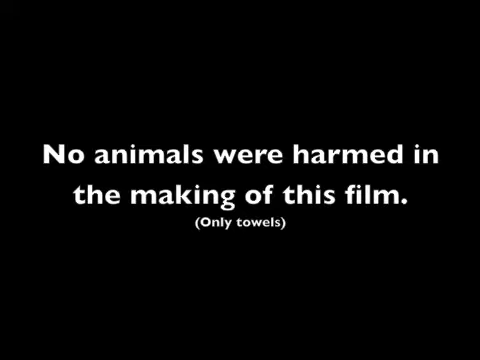 No animals were harmed in
the making of this film.
(Only towels)